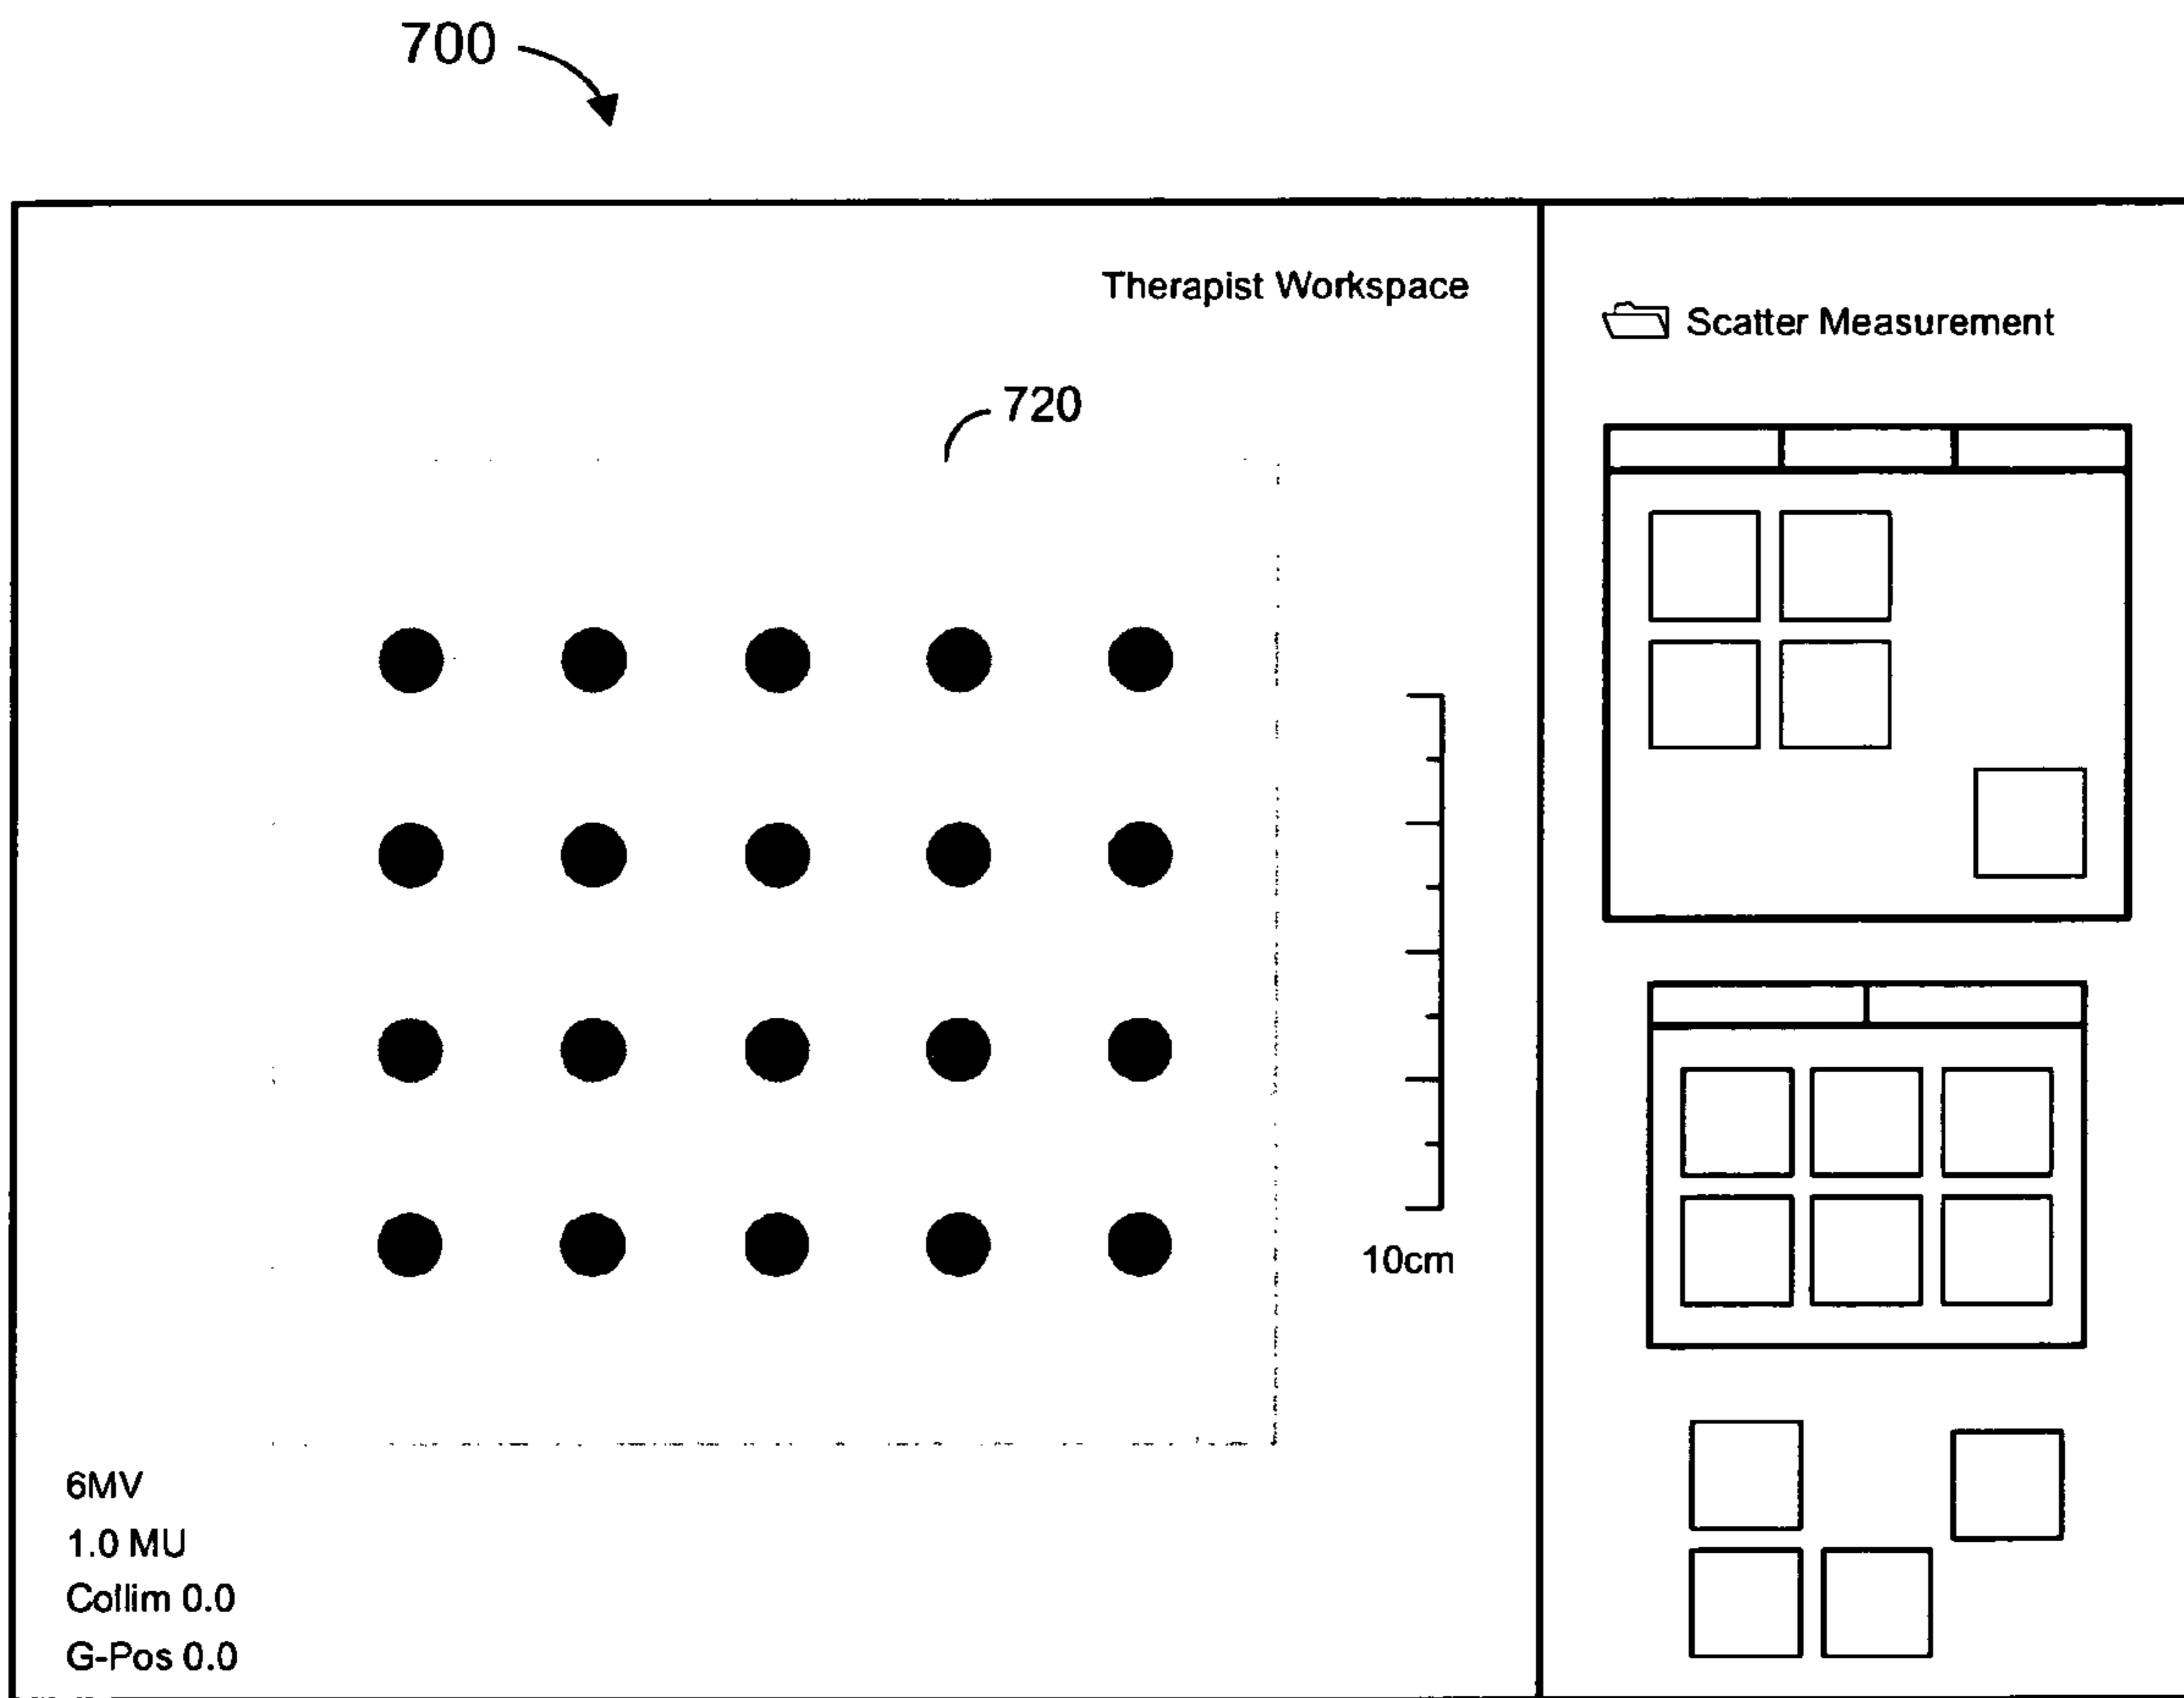 700
Therapist Workspace
Scatter Measurement
720
10cm
6MV
1.0 MU
Collim 0.0
G-Pos 0.0